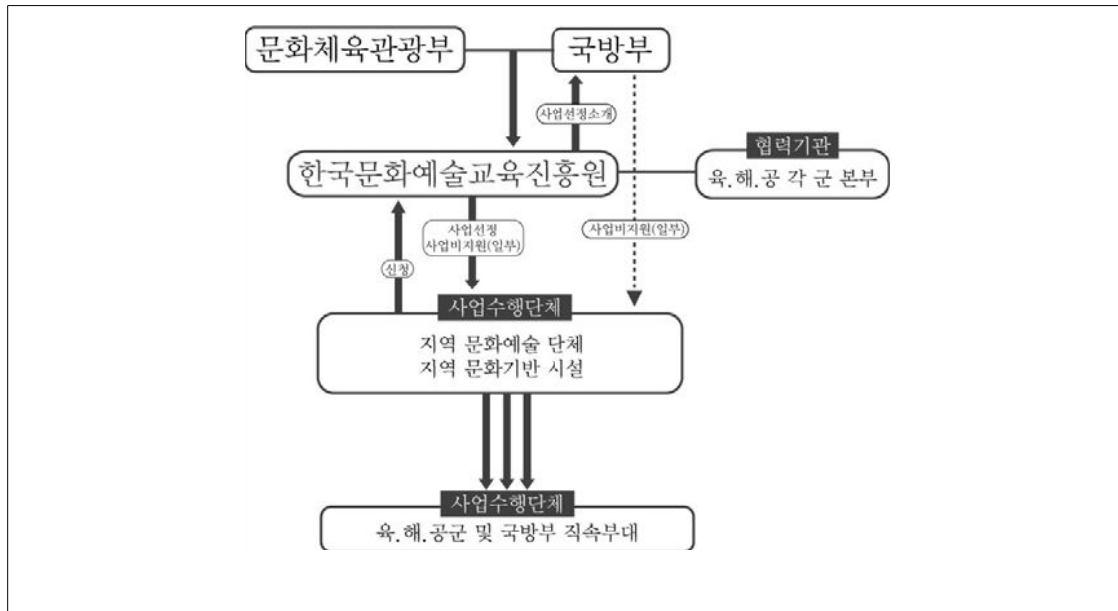 문화체육관광부
국방부
사업선정소개
협력기관
한국문화예술교육진흥원
육.해.공 각 군 본부
사업선정
사업비지원(일부)
사업비지원(일부)
신청
사업수행단체
지역 문화예술 단체
지역 문화기반 시설
사업수행단체
육.해.공군 및 국방부 직속부대